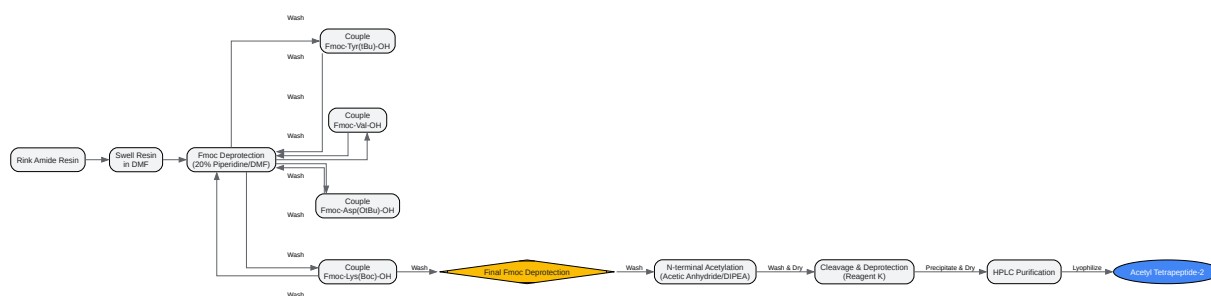 Wash
Couple
Fmoc-Tyr(tBu)-OH
Wash
Wash
Couple
Fmoc-Val-OH
Wash
Rink Amide Resin
Swell Resin
in DMF
Fmoc Deprotection
(20% Piperidine/DMF)
Wash
Couple
Fmoc-Asp(OtBu)-OH
Wash
Wash
Couple
Fmoc-Lys(Boc)-OH
Wash
Final Fmoc Deprotection
Wash
N-terminal Acetylation
(Acetic Anhydride/DIPEA)
Wash & Dry
Cleavage & Deprotection
(Reagent K)
Precipitate & Dry
HPLC Purification
Lyophilize
Acetyl Tetrapeptide-2
Wash